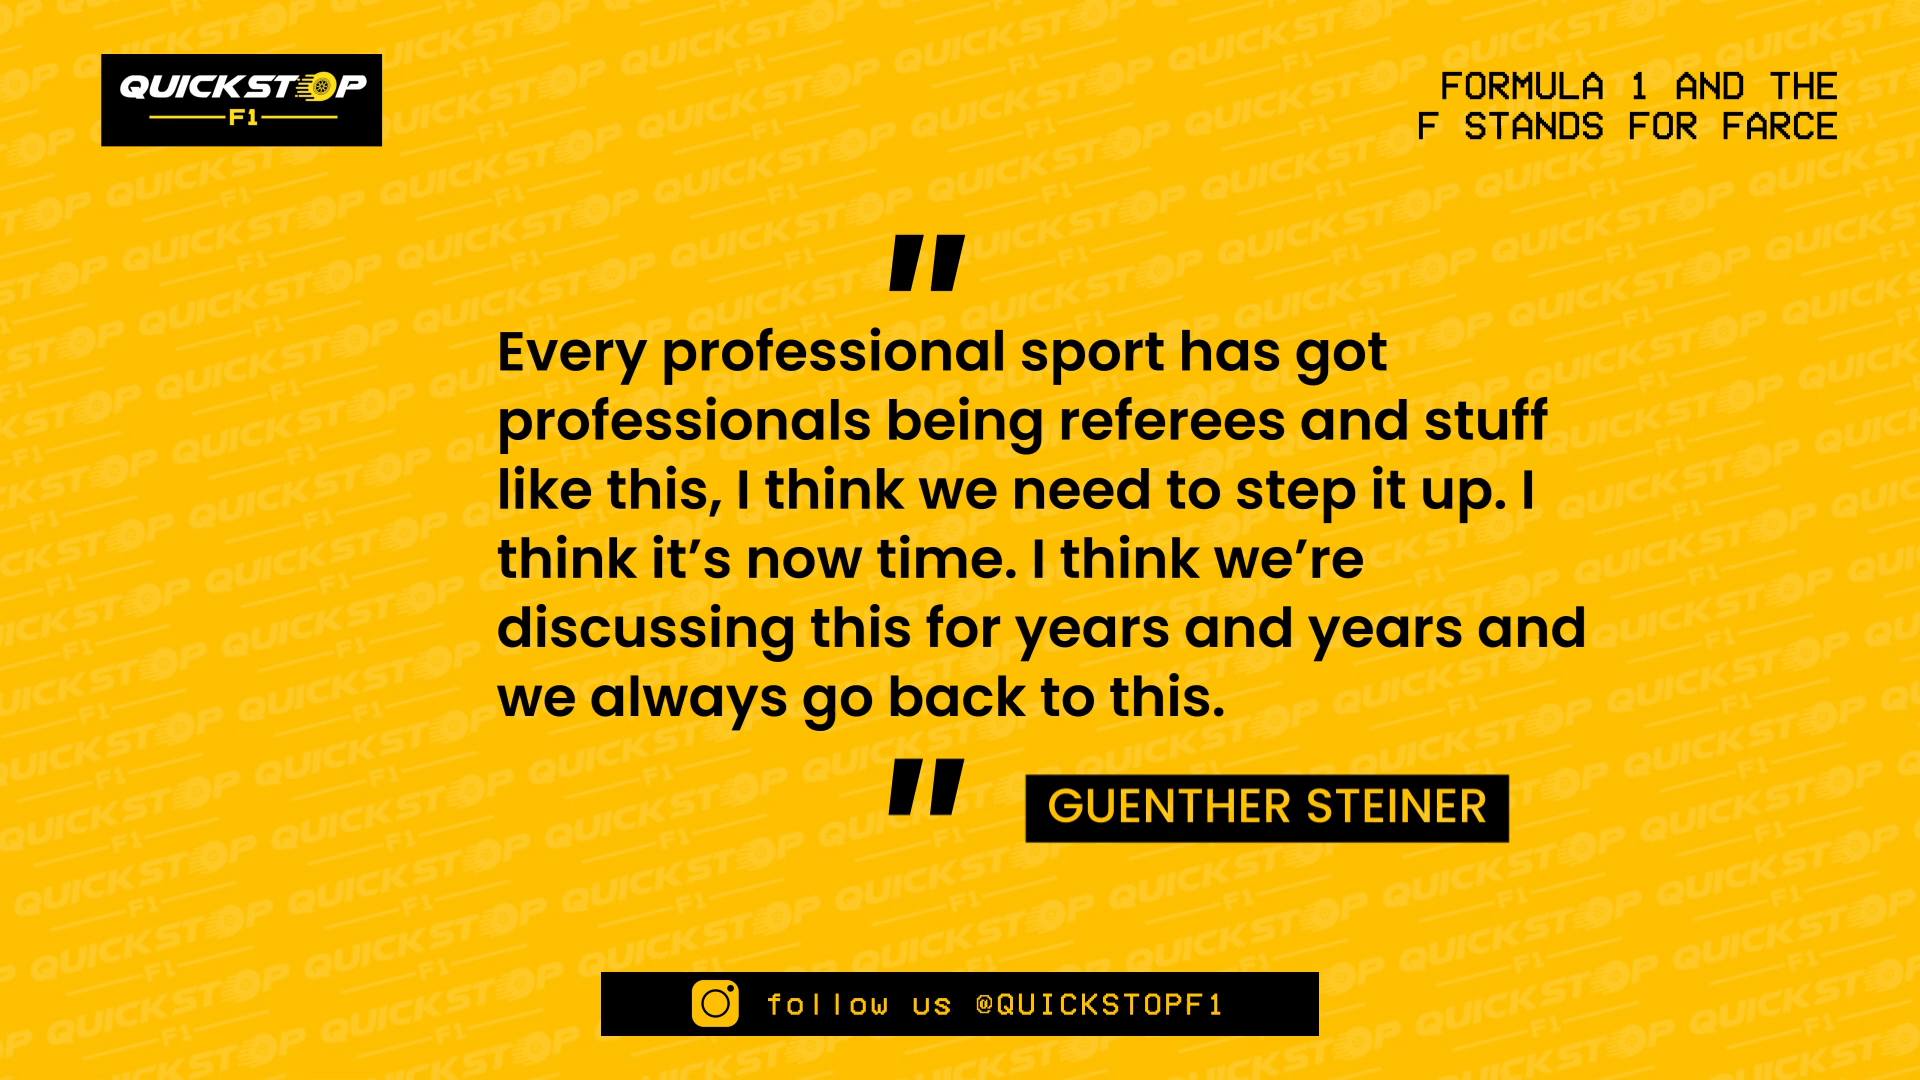 QUICKSTOP
F1
FORMULA 1 AND THE
F STANDS FOR FARCE
"
Every professional sport has got
professionals being referees and stuff
like this, I think we need to step it up. I
think it’s now time. I think we’re
discussing this for years and years and
we always go back to this.
"
GUENTHER STEINER
follow us @QUICKSTOPF1